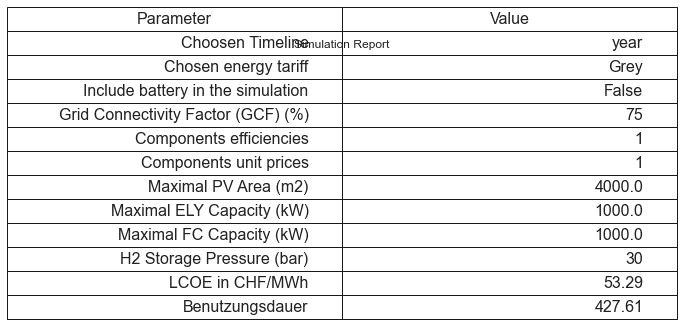 Parameter Value
Choosen Timeline year
Simulation Report
Chosen energy tariff Grey
Include battery in the simulation False
Grid Connectivity Factor (GCF) (%) 75
Components efficiencies 1
Components unit prices 1
Maximal PV Area (m2) 4000.0
Maximal ELY Capacity (kW) 1000.0
Maximal FC Capacity (kW) 1000.0
H2 Storage Pressure (bar) 30
LCOE in CHF/MWh 53.29
Benutzungsdauer 427.61